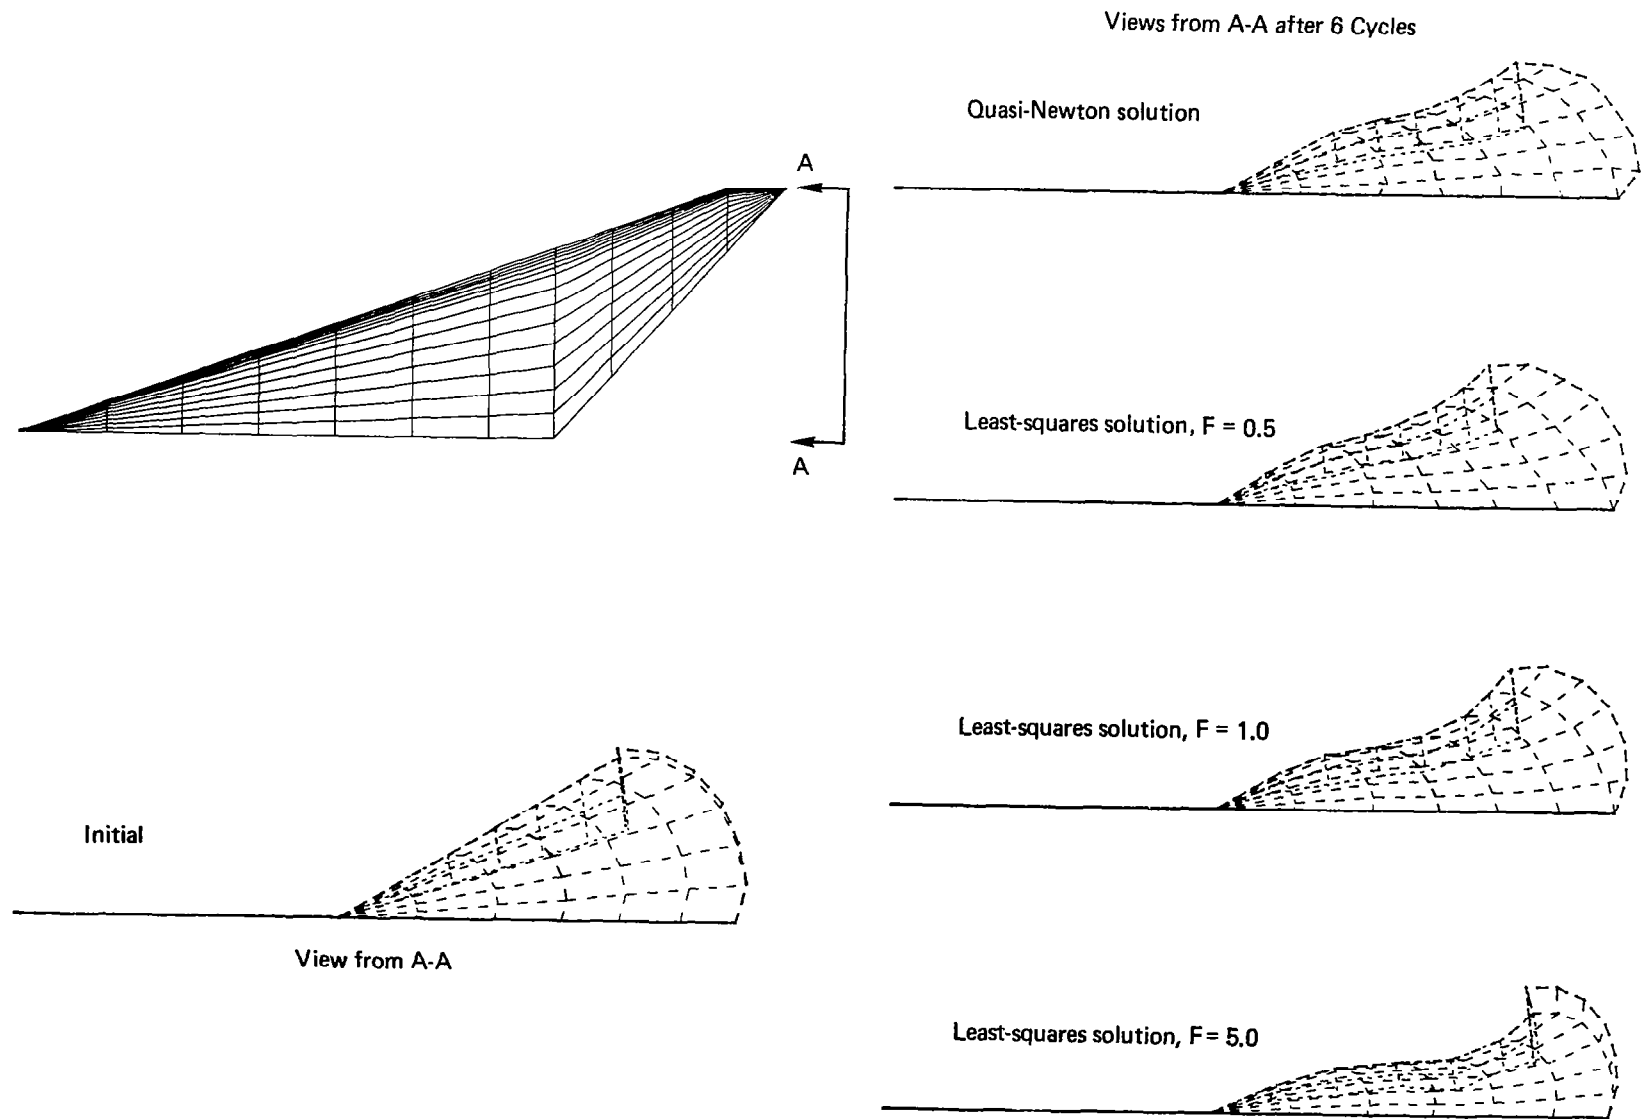 Views from A-A after 6 Cycles
Quasi-Newton solution
A
Least-squares solution, F = 0.5
A
Least-squares solution, F = 1.0
Initial
View from A-A
Least-squares solution, F = 5.0